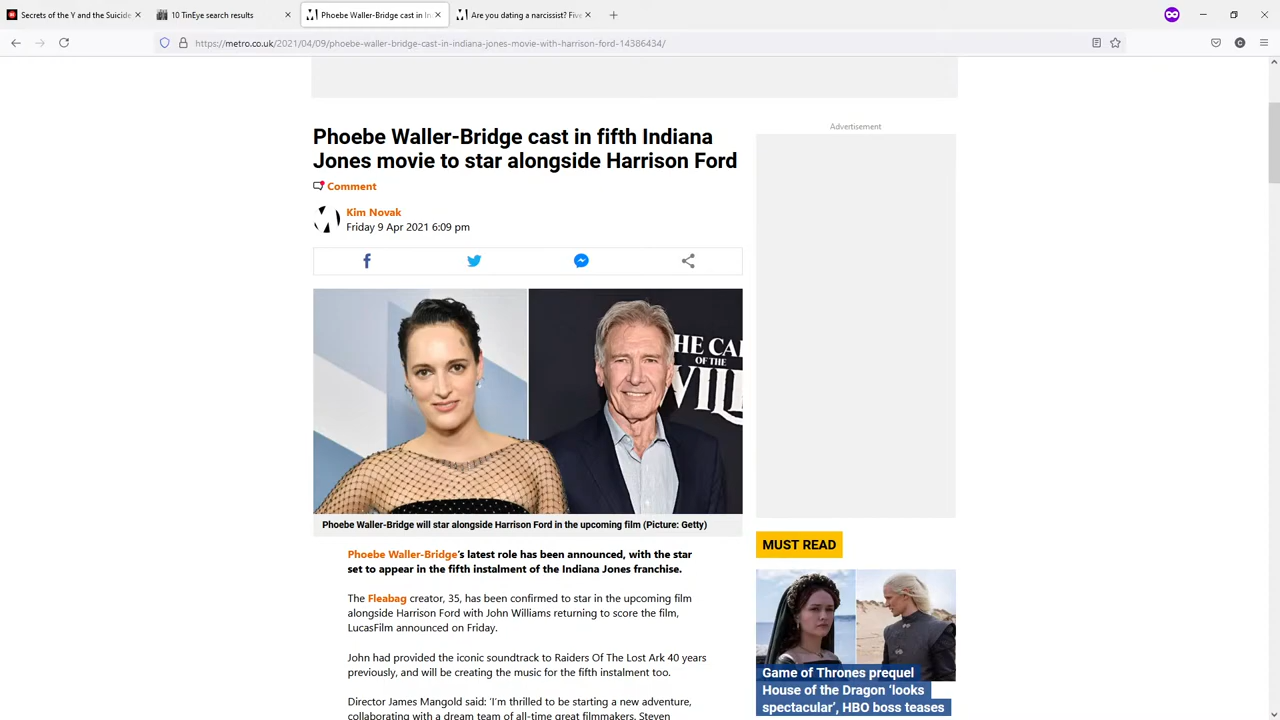 Secrets of the Y and the Suicide
10 TinEye search results
Phoebe Waller-Bridge cast in In
Are you dating a narcissist? Five
https://metro.co.uk/2021/04/09/phoebe-waller-bridge-cast-in-indiana-jones-movie-with-harrison-ford-14386434/
Advertisement
Phoebe Waller-Bridge cast in fifth Indiana
Jones movie to star alongside Harrison Ford
Comment
Kim Novak
Friday 9 Apr 2021 6:09 pm
HE CA
OF THE
WIL
Phoebe Waller-Bridge will star alongside Harrison Ford in the upcoming film (Picture: Getty)
Phoebe Waller-Bridge's latest role has been announced, with the star
set to appear in the fifth instalment of the Indiana Jones franchise.
The Fleabag creator, 35, has been confirmed to star in the upcoming film
alongside Harrison Ford with John Williams returning to score the film,
LucasFilm announced on Friday.
John had provided the iconic soundtrack to Raiders Of The Lost Ark 40 years
previously, and will be creating the music for the fifth instalment too.
Director James Mangold said: 'I'm thrilled to be starting a new adventure,
collaborating with a dream team of all-time great filmmakers. Steven
MUST READ
Game of Thrones prequel
House of the Dragon 'looks
spectacular', HBO boss teases